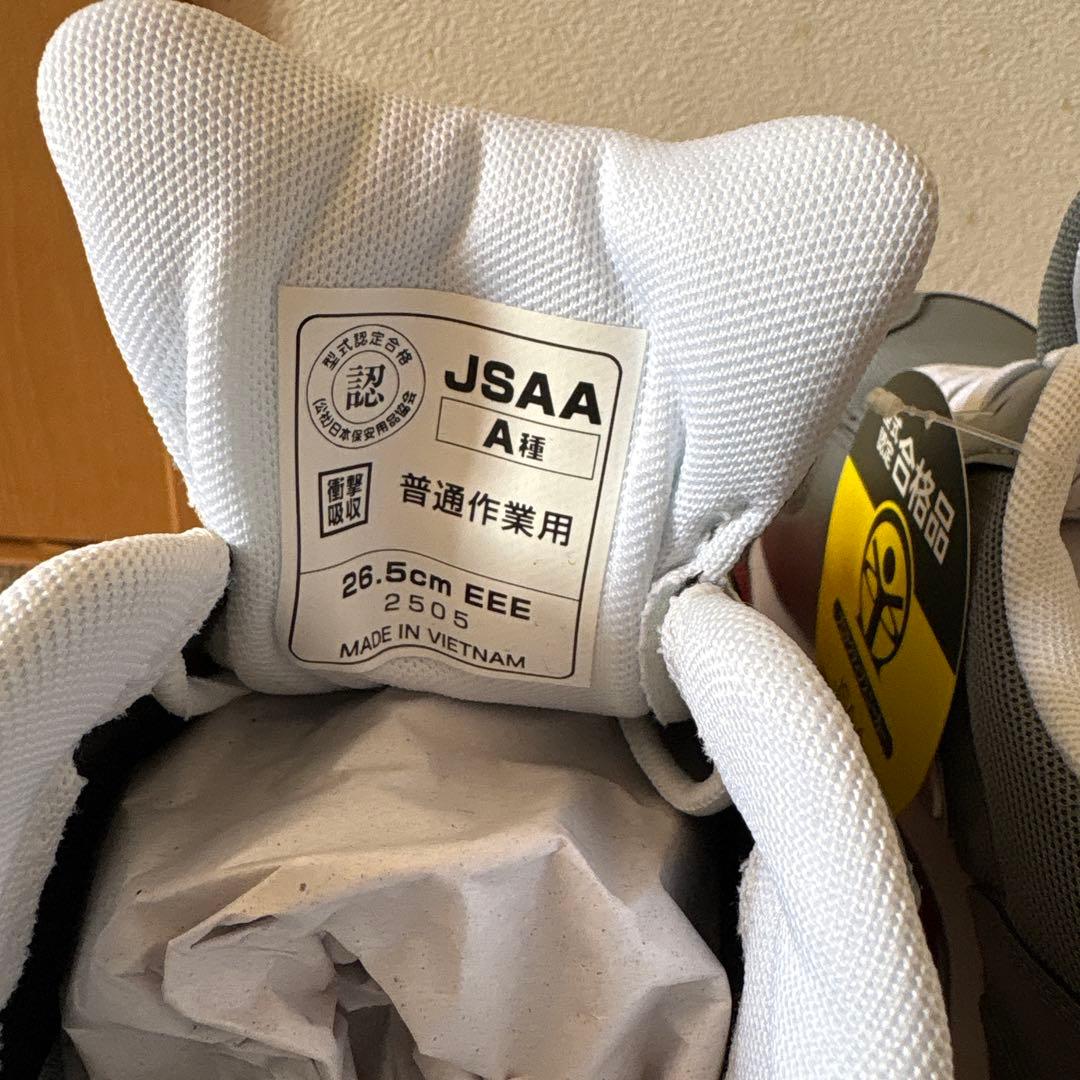 型式認定合格
認
(公社)日本保安用品協会
JSAA
A種
衝撃
吸収
普通作業用
26.5cm EEE
2505
MADE IN VIETNAM
合格品